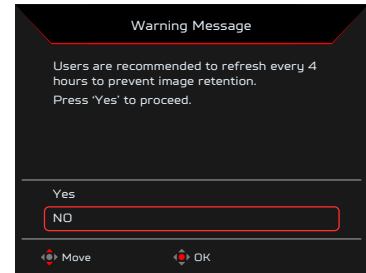 Warning Message
Users are recommended to refresh every 4
hours to prevent image retention.
Press ‘Yes’ to proceed.
Yes
NO
Move
OK